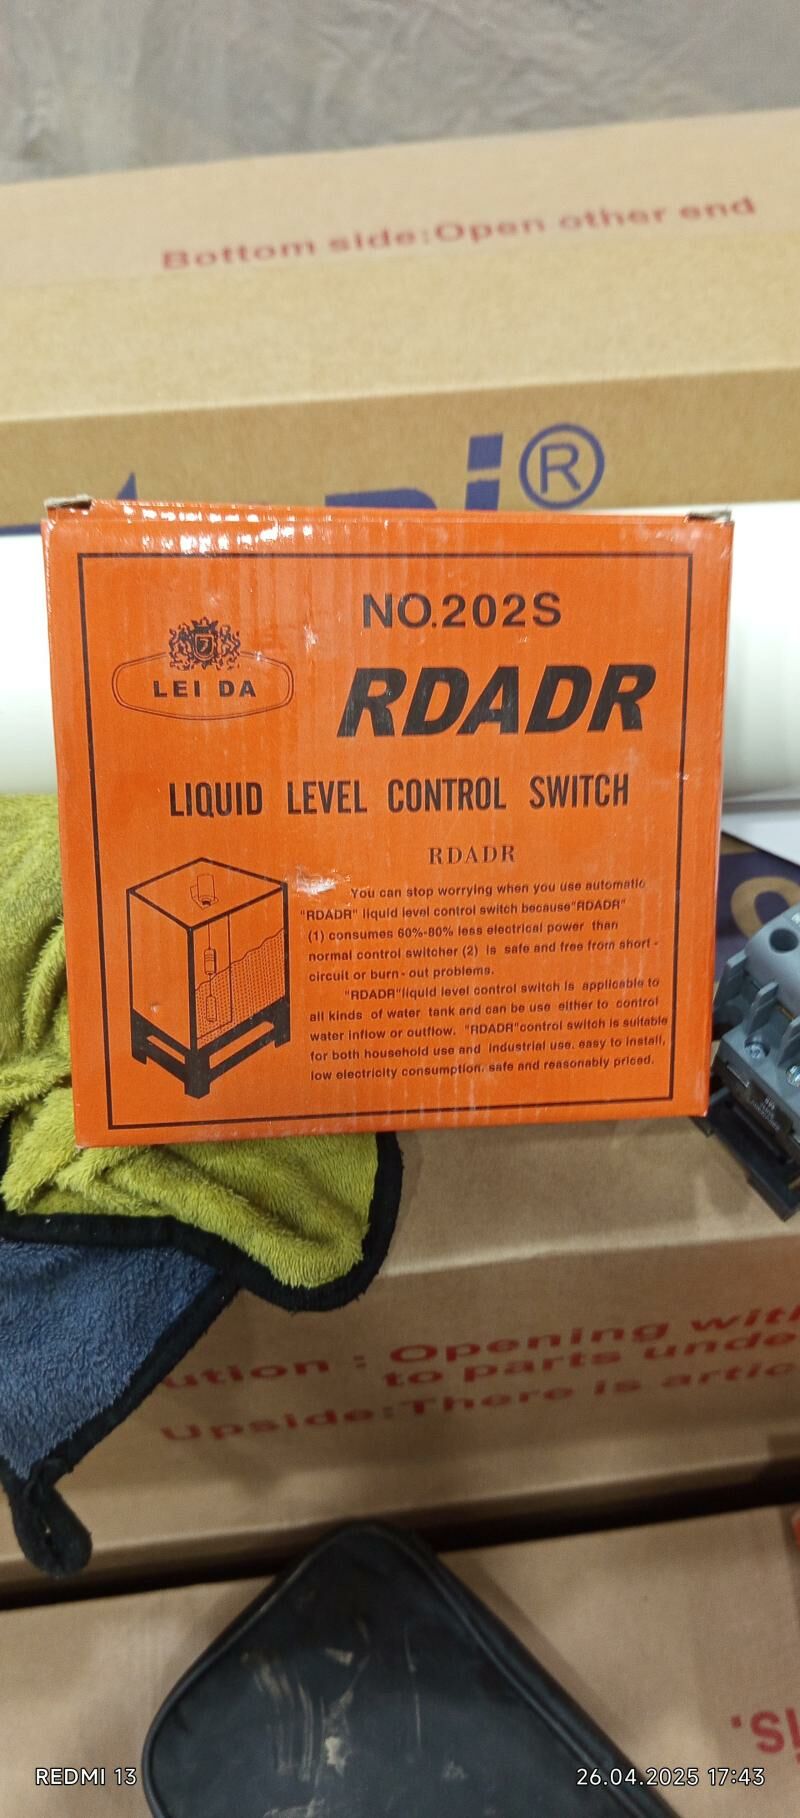 Bottom side:Open other end
®
NO.202S
LEI DA
RDADR
LIQUID LEVEL CONTROL SWITCH
RDADR
You can stop worrying when you use automatic
"RDADR" liquid level control switch because"RDADR"
(1) consumes 60%-80% less electrical power than
normal control switcher (2) is safe and free from short-
circuit or burn-out problems.
"RDADR"liquid level control switch is applicable to
all kinds of water tank and can be use either to control
water inflow or outflow. "RDADR"control switch is suitable
for both household use and industrial use. easy to install,
low electricity consumption. safe and reasonably priced.
ution : Opening wit
to parts unde
Upside:There is artic
REDMI 13
26.04.2025 17:43